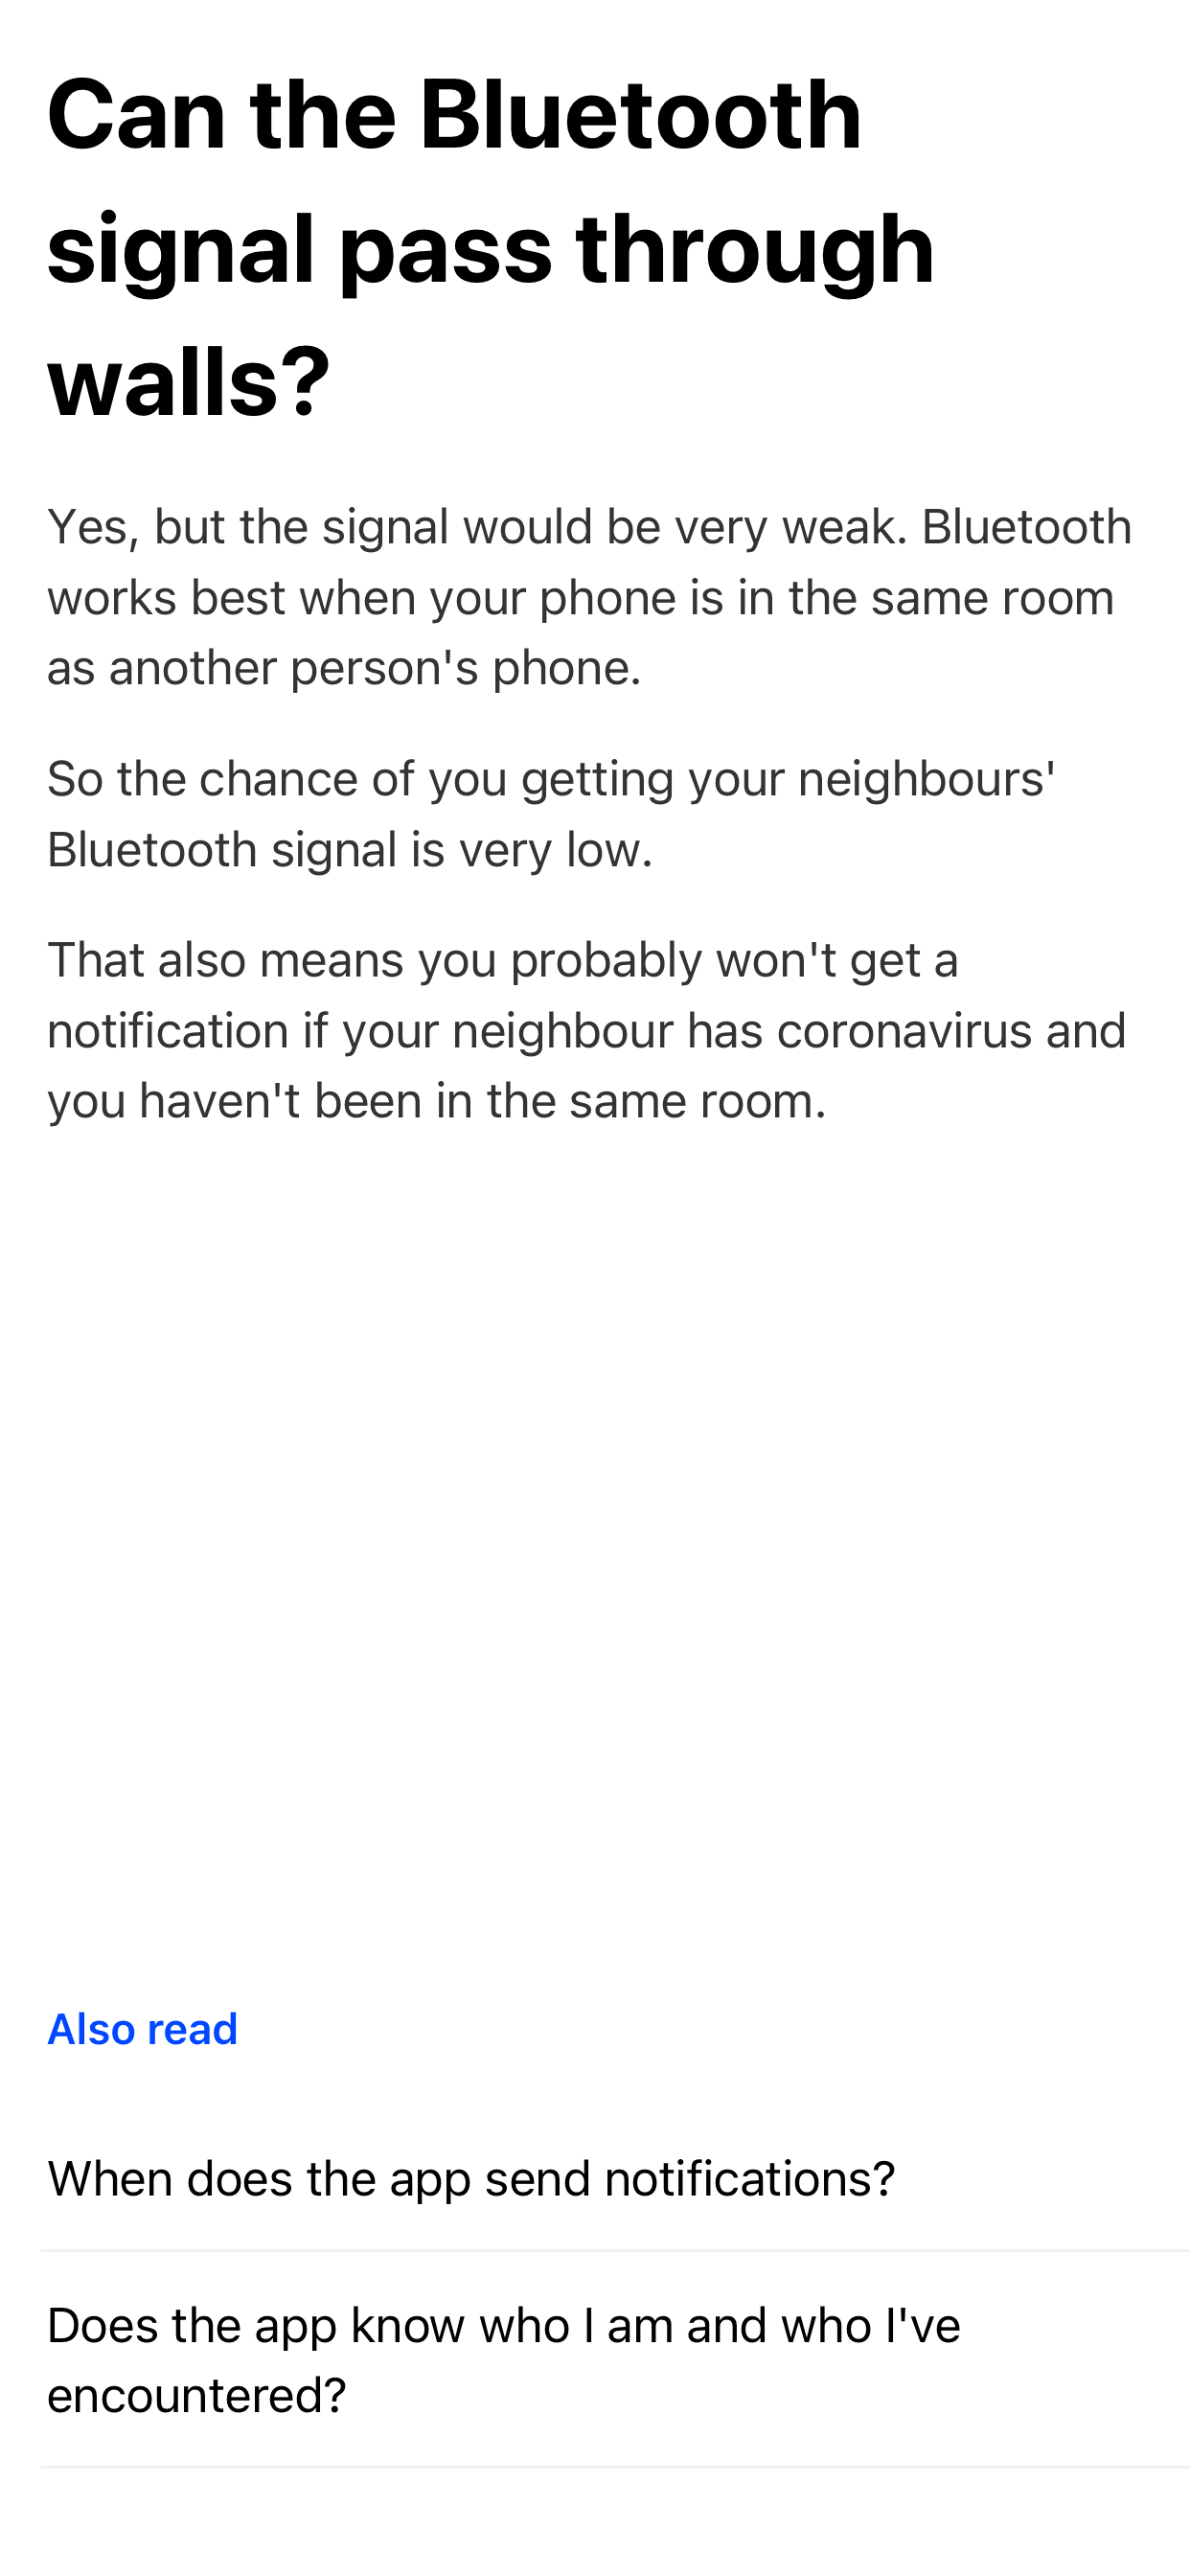 Can the Bluetooth
signal pass through
walls?
Yes, but the signal would be very weak. Bluetooth
works best when your phone is in the same room
as another person's phone.
So the chance of you getting your neighbours'
Bluetooth signal is very low.
That also means you probably won't get a
notification if your neighbour has coronavirus and
you haven't been in the same room.
Also read
When does the app send notifications?
Does the app know who I am and who I've
encountered?